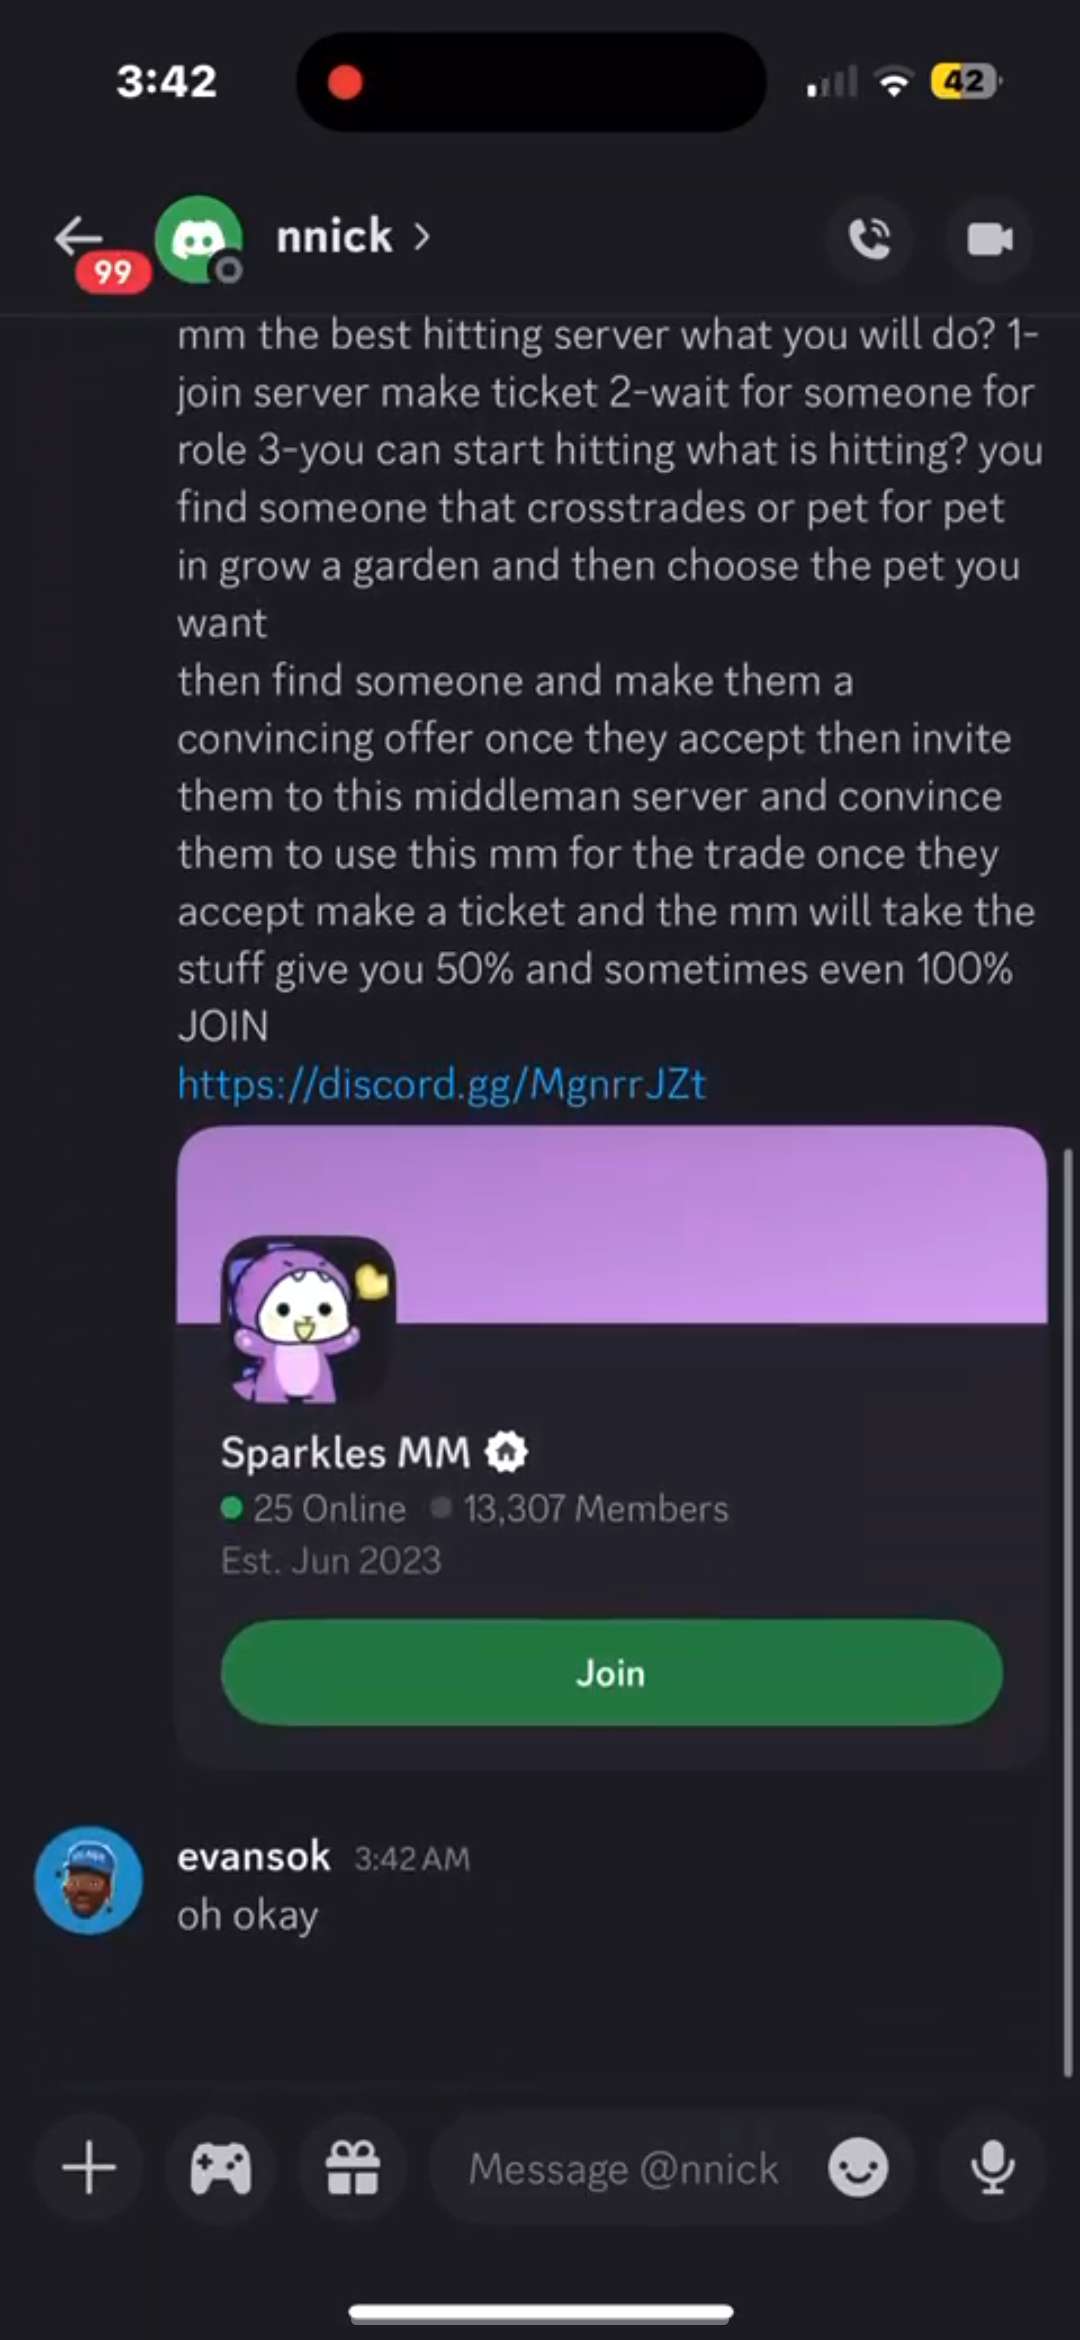 3:42
42
99
nnick
mm the best hitting server what you will do? 1-
join server make ticket 2-wait for someone for
role 3-you can start hitting what is hitting? you
find someone that crosstrades or pet for pet
in grow a garden and then choose the pet you
want
then find someone and make them a
convincing offer once they accept then invite
them to this middleman server and convince
them to use this mm for the trade once they
accept make a ticket and the mm will take the
stuff give you 50% and sometimes even 100%
JOIN
https://discord.gg/MgnrrJZt
Sparkles MM
25 Online 13,307 Members
Est. Jun 2023
Join
evansok 3:42 AM
oh okay
Message @nnick